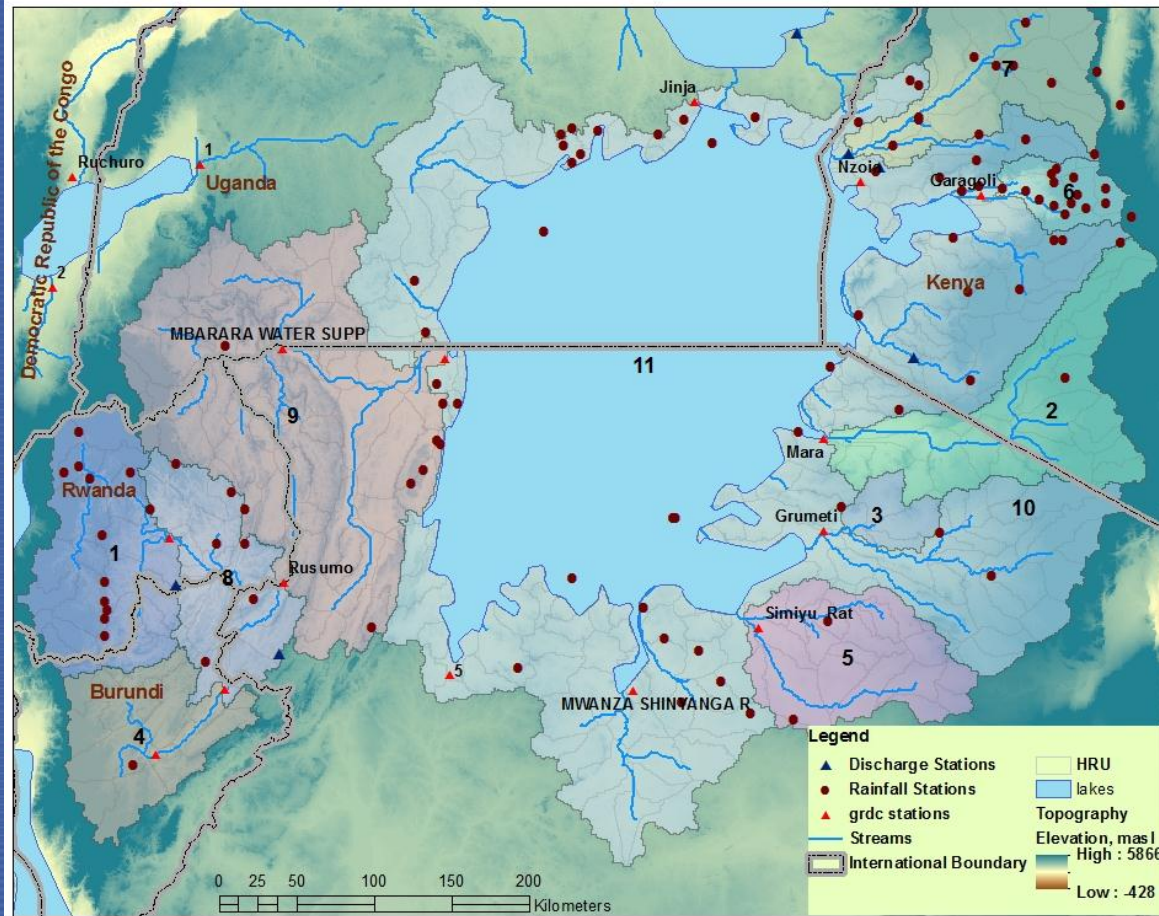 Jinja
7
Democratic Republic of the Congo
Ruchuro
1
Uganda
Nzoia
Garagoli
6
2
Kenya
MBARARA WATER SUPP
11
9
2
Mara
Rwanda
Grumeti
3
10
1
8
Rusumo
Simiyu Rat
5
5
Burundi
MWANZA SHINYANGA R
4
Legend
Discharge Stations
Rainfall Stations
grdc stations
Streams
International Boundary
HRU
lakes
Topography
Elevation, masl
High : 5866
Low : -428
0 25 50 100 150 200
Kilometers